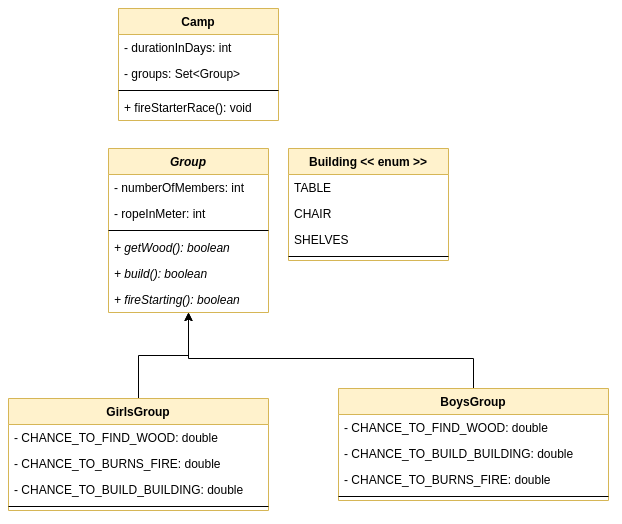 Camp
- durationInDays: int
- groups: Set<Group>
+ fireStarterRace(): void
Group
- numberOfMembers: int
- ropeInMeter: int
+ getWood(): boolean
+ build(): boolean
+ fireStarting(): boolean
Building << enum >>
TABLE
CHAIR
SHELVES
GirlsGroup
- CHANCE_TO_FIND_WOOD: double
- CHANCE_TO_BURNS_FIRE: double
- CHANCE_TO_BUILD_BUILDING: double
BoysGroup
- CHANCE_TO_FIND_WOOD: double
- CHANCE_TO_BUILD_BUILDING: double
- CHANCE_TO_BURNS_FIRE: double